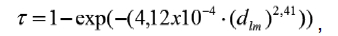 τ = 1 − exp(−(4,12x10⁻⁴ · (d_lm)^2,41)) ,